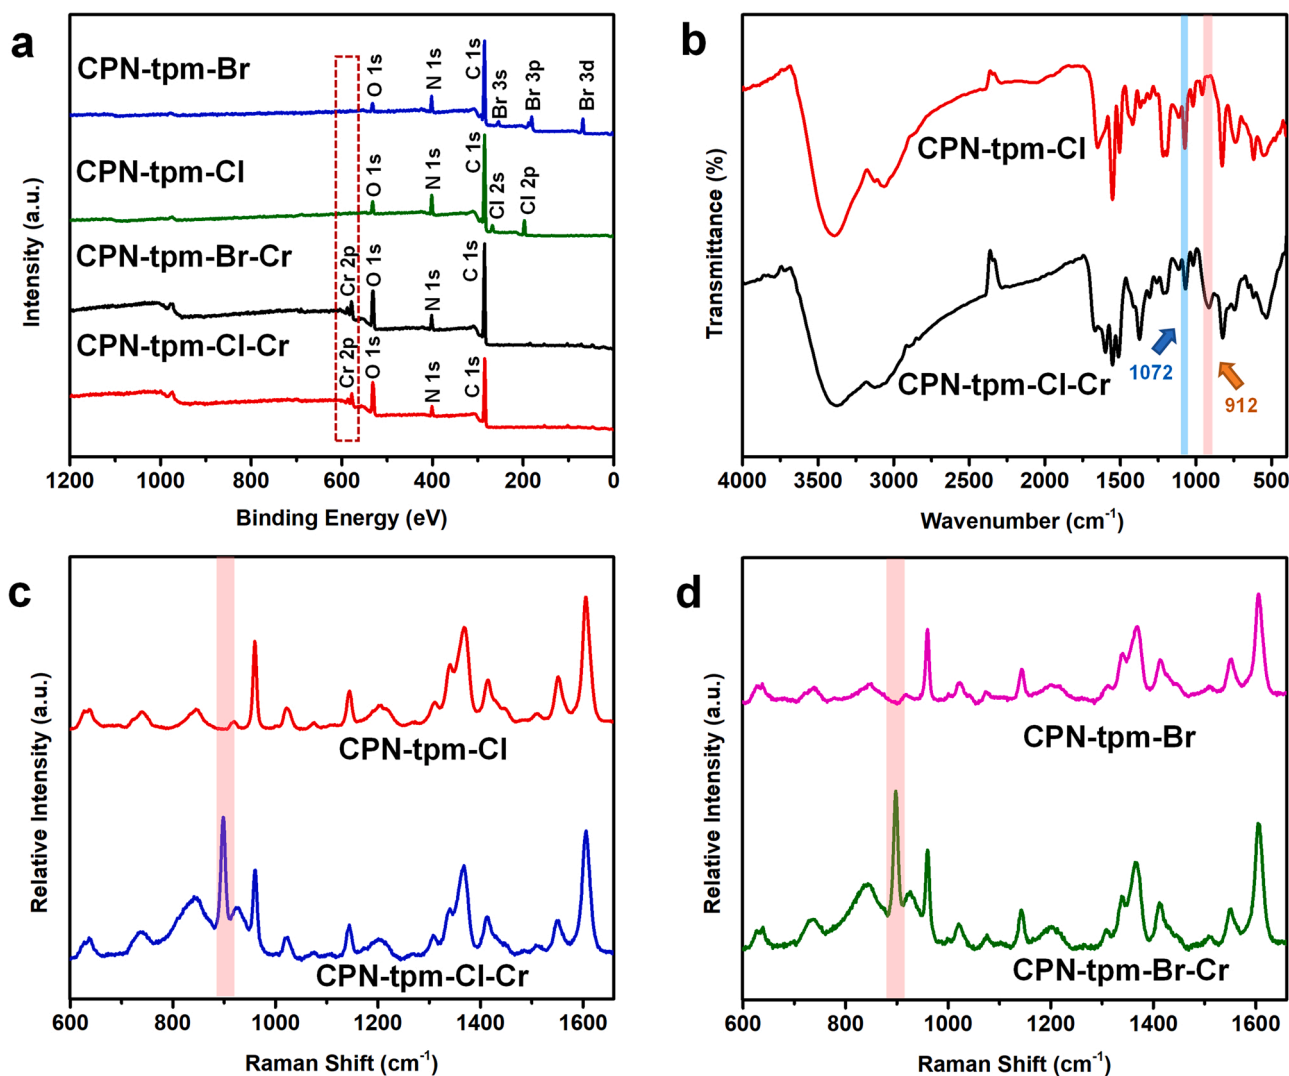 a
CPN-tpm-Br
O 1s
N 1s
C 1s
Br 3s
Br 3p
Br 3d
CPN-tpm-Cl
O 1s
N 1s
C 1s
Cl 2s
Cl 2p
CPN-tpm-Br-Cr
Cr 2p
O 1s
N 1s
C 1s
CPN-tpm-Cl-Cr
Cr 2p
O 1s
N 1s
C 1s
Intensity (a.u.)
1200 1000 800 600 400 200 0
Binding Energy (eV)
b
CPN-tpm-Cl
CPN-tpm-Cl-Cr
1072
912
Transmittance (%)
4000 3500 3000 2500 2000 1500 1000 500
Wavenumber (cm-1)
c
CPN-tpm-Cl
CPN-tpm-Cl-Cr
Relative Intensity (a.u.)
600 800 1000 1200 1400 1600
Raman Shift (cm-1)
d
CPN-tpm-Br
CPN-tpm-Br-Cr
Relative Intensity (a.u.)
600 800 1000 1200 1400 1600
Raman Shift (cm-1)